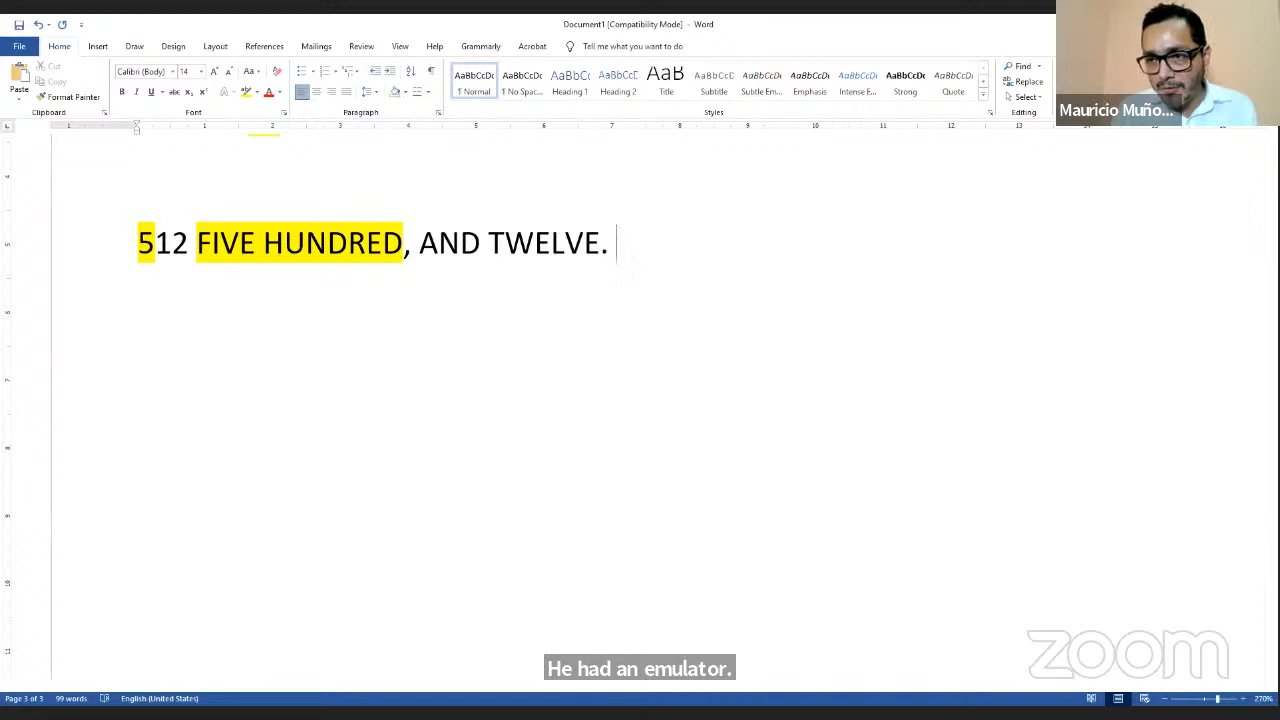 Document1 [Compatibility Mode] - Word
File Home Insert Draw Design Layout References Mailings Review View Help Grammarly Acrobat Tell me what you want to do
Paste
Cut
Copy
Format Painter
Clipboard
Calibri (Body) 14
Font
Paragraph
AaBbCcDc AaBbCcDc AaBbC AaBbCcC AaB AaBbCcD AaBbCcDc AaBbCcDc AaBbCcDc AaBbCcDc AaBbCcDc
¶ Normal ¶ No Spac... Heading 1 Heading 2 Title Subtitle Subtle Em... Emphasis Intense E... Strong Quote
Styles
Find
Replace
Select
Editing
Mauricio Muño...
512 FIVE HUNDRED, AND TWELVE.
zoom
He had an emulator.
Page 3 of 3 99 words English (United States) 270%